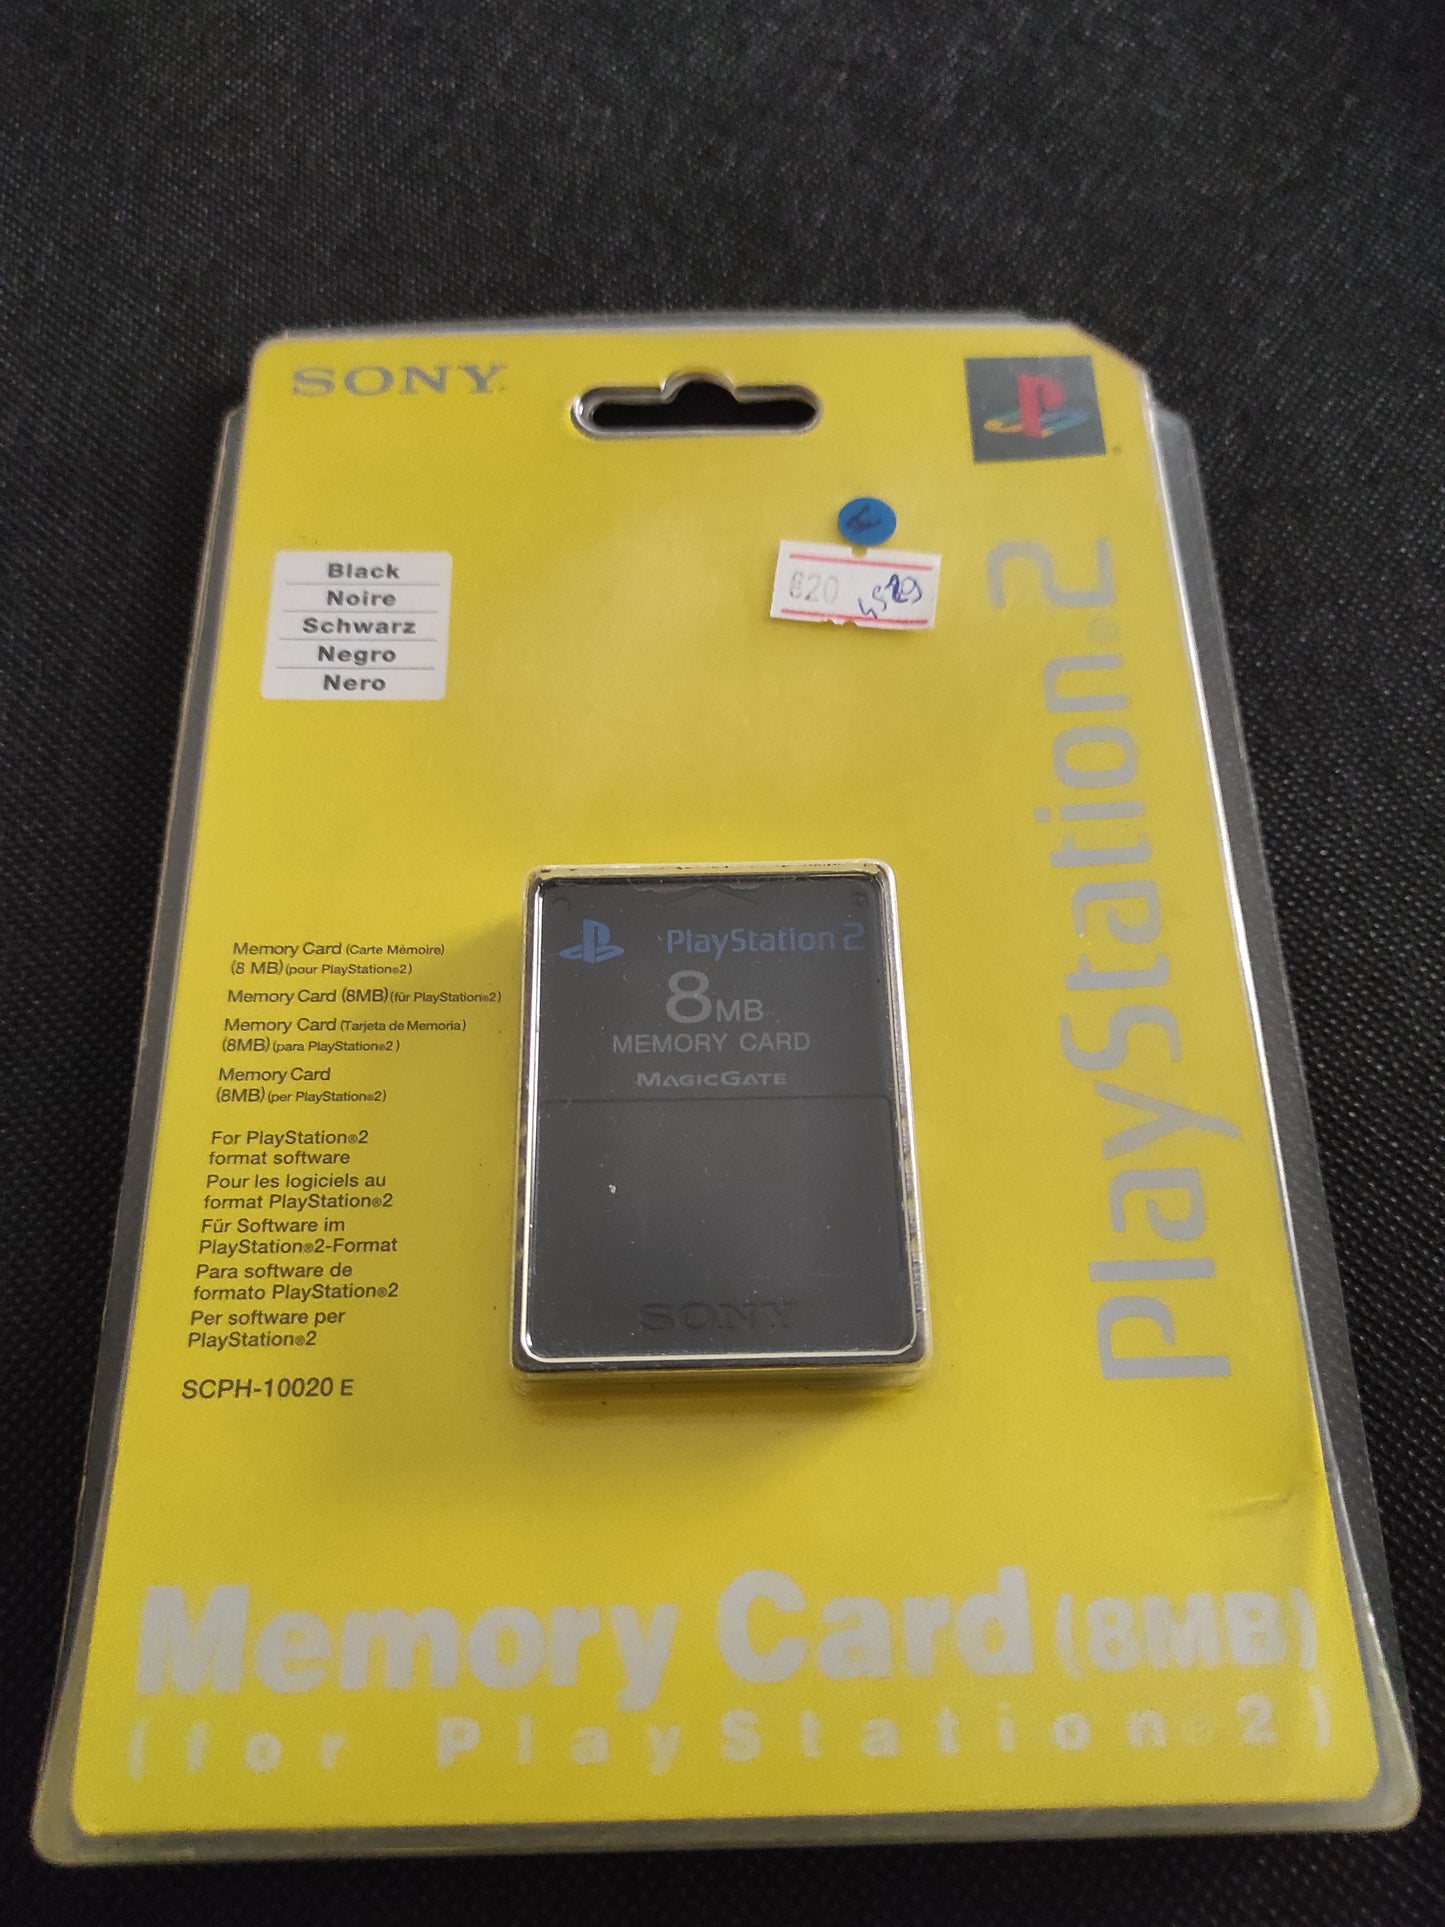 SONY
Black
Noire
Schwarz
Negro
Nero
€20
PlayStation®2
PlayStation 2
8MB
MEMORY CARD
MAGICGATE
SONY
Memory Card (Carte Mémoire)
(8 MB) (pour PlayStation®2)
Memory Card (8MB) (für PlayStation®2)
Memory Card (Tarjeta de Memoria)
(8MB) (para PlayStation®2)
Memory Card
(8MB) (per PlayStation®2)
For PlayStation®2
format software
Pour les logiciels au
format PlayStation®2
Für Software im
PlayStation®2-Format
Para software de
formato PlayStation®2
Per software per
PlayStation®2
SCPH-10020 E
Memory Card (8MB)
(for PlayStation®2)